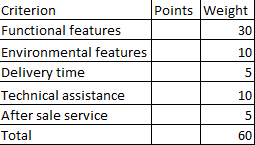 Criterion Points Weight
Functional features 30
Environmental features 10
Delivery time 5
Technical assistance 10
After sale service 5
Total 60